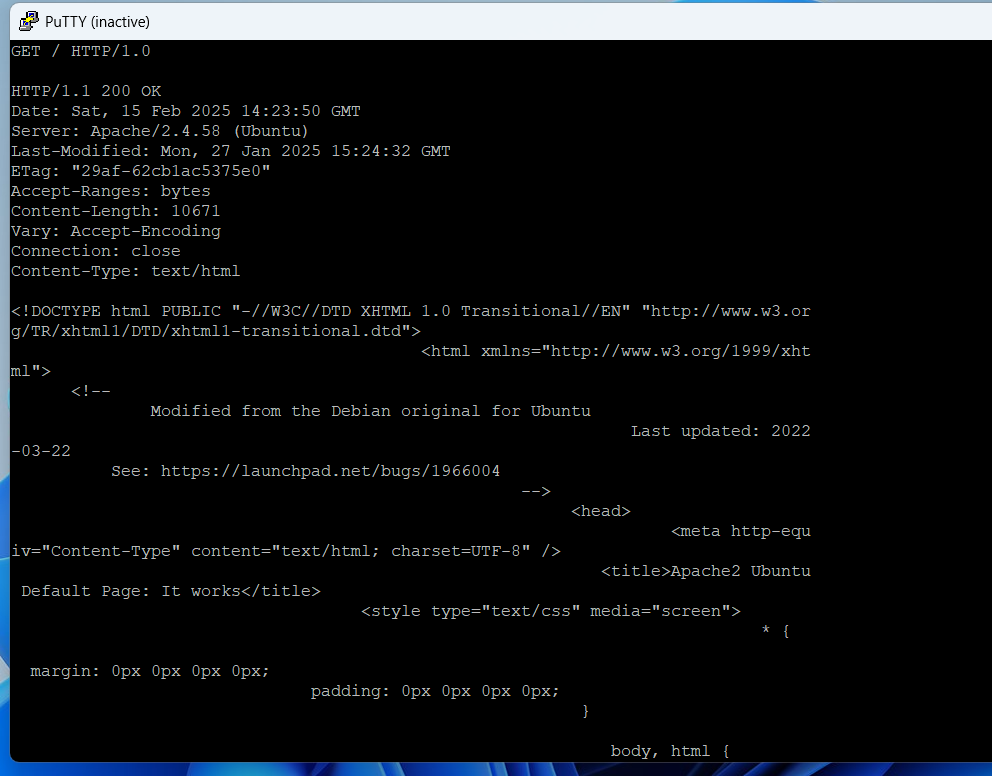 PuTTY (inactive)
GET / HTTP/1.0
HTTP/1.1 200 OK
Date: Sat, 15 Feb 2025 14:23:50 GMT
Server: Apache/2.4.58 (Ubuntu)
Last-Modified: Mon, 27 Jan 2025 15:24:32 GMT
ETag: "29af-62cb1ac5375e0"
Accept-Ranges: bytes
Content-Length: 10671
Vary: Accept-Encoding
Connection: close
Content-Type: text/html
<!DOCTYPE html PUBLIC "-//W3C//DTD XHTML 1.0 Transitional//EN" "http://www.w3.or
g/TR/xhtml1/DTD/xhtml1-transitional.dtd">
<html xmlns="http://www.w3.org/1999/xht
ml">
<!--
Modified from the Debian original for Ubuntu
Last updated: 2022
-03-22
See: https://launchpad.net/bugs/1966004
-->
<head>
<meta http-equ
iv="Content-Type" content="text/html; charset=UTF-8" />
<title>Apache2 Ubuntu
Default Page: It works</title>
<style type="text/css" media="screen">
* {
margin: 0px 0px 0px 0px;
padding: 0px 0px 0px 0px;
}
body, html {